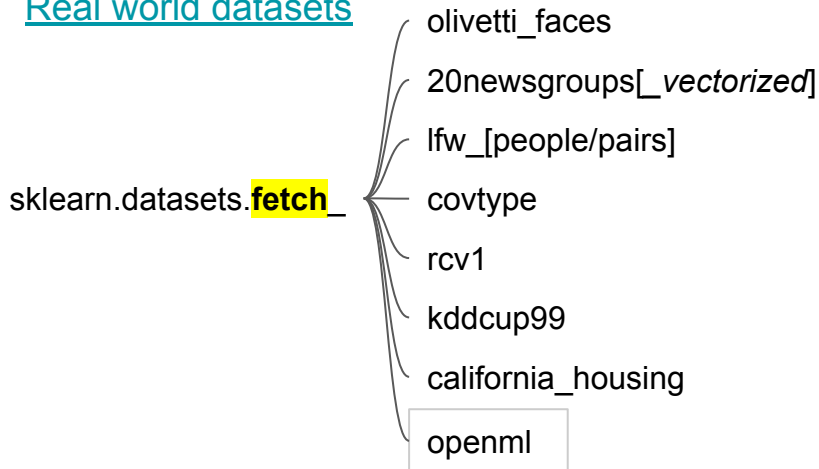 Real world datasets
olivetti_faces
20newsgroups[_vectorized]
lfw_[people/pairs]
sklearn.datasets.fetch_
covtype
rcv1
kddcup99
california_housing
openml